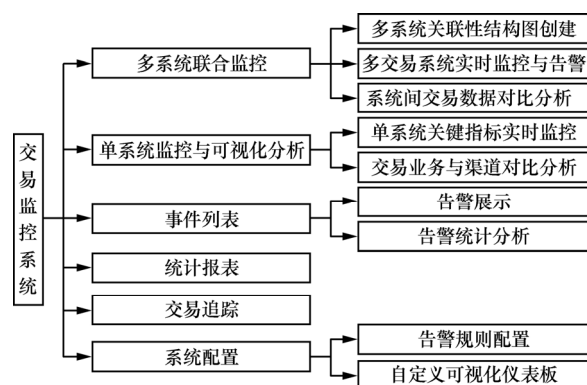 交易监控系统
多系统联合监控
多系统关联性结构图创建
多交易系统实时监控与告警
系统间交易数据对比分析
单系统监控与可视化分析
单系统关键指标实时监控
交易业务与渠道对比分析
事件列表
告警展示
告警统计分析
统计报表
交易追踪
系统配置
告警规则配置
自定义可视化仪表板